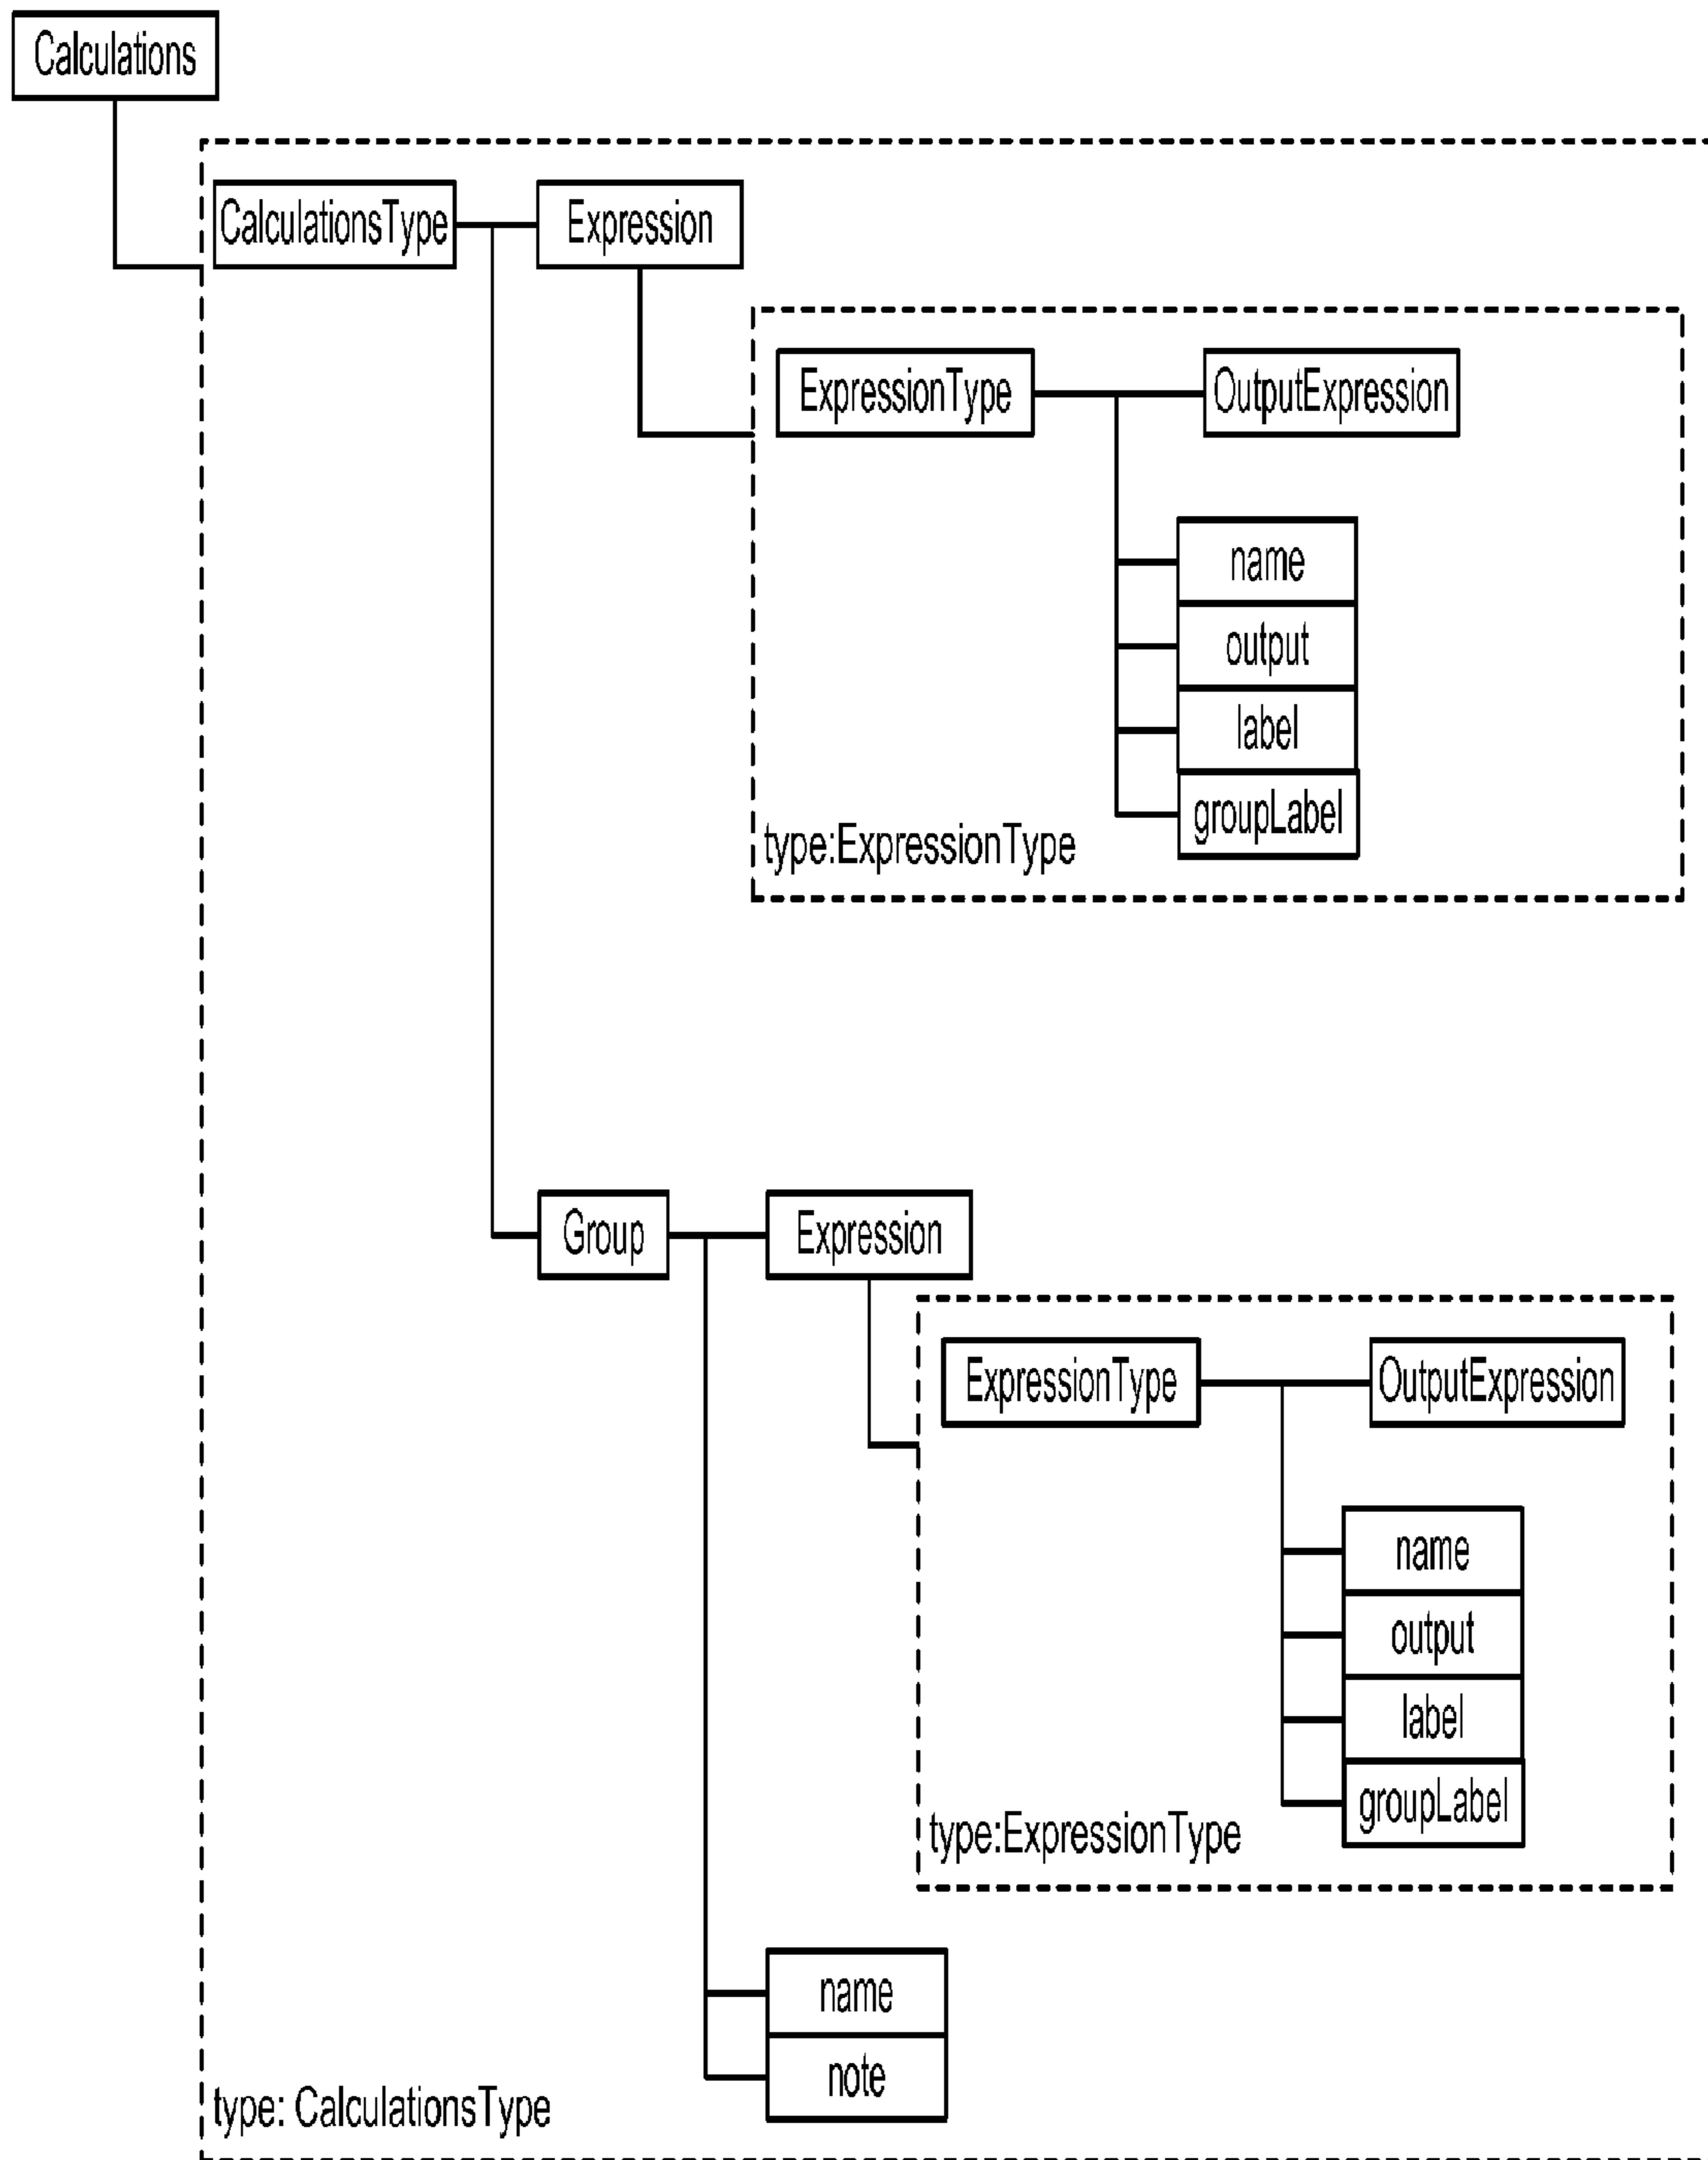 Calculations
CalculationsType
Expression
ExpressionType
OutputExpression
name
output
label
groupLabel
type:ExpressionType
Group
Expression
ExpressionType
OutputExpression
name
output
label
groupLabel
type:ExpressionType
name
note
type: CalculationsType